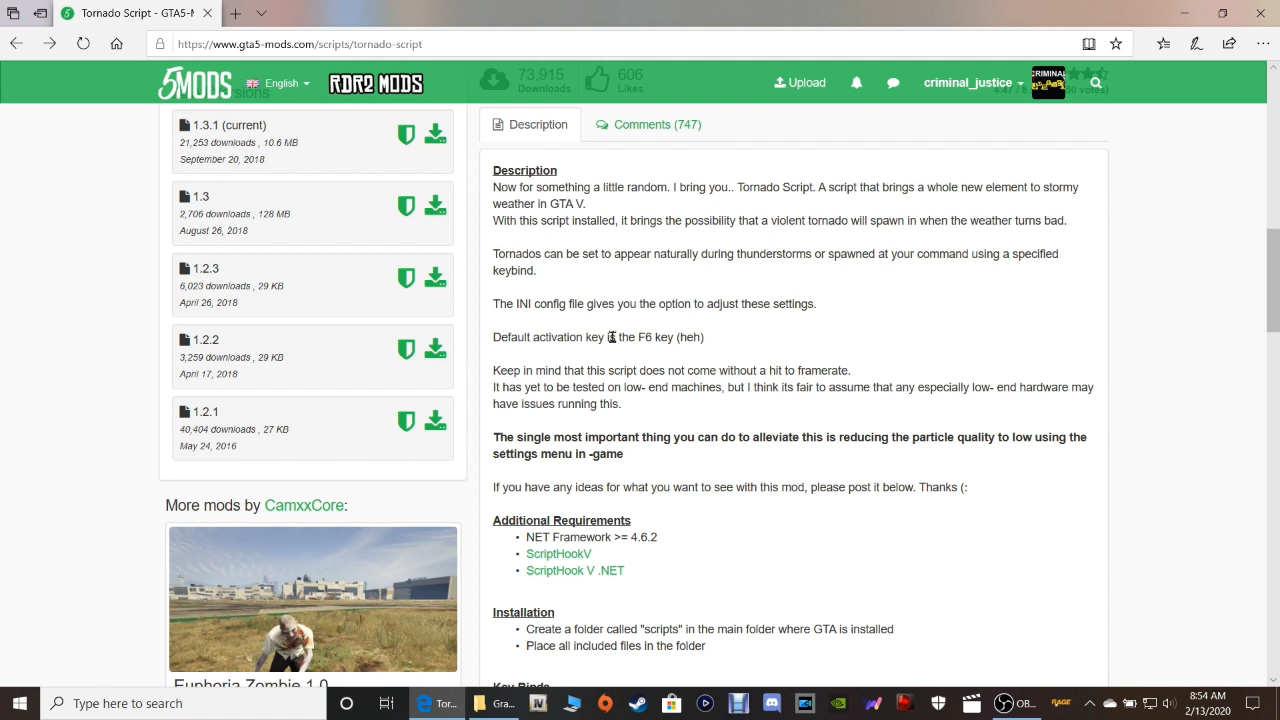 Tornado Script - GTA5-
https://www.gta5-mods.com/scripts/tornado-script
5MODS
English
RDR2 MODS
73,915
Downloads
606
Likes
Upload
criminal_justice
CRIMINAL
1.3.1 (current)
21,253 downloads , 10.6 MB
September 20, 2018
1.3
2,706 downloads , 128 MB
August 26, 2018
1.2.3
6,023 downloads , 29 KB
April 26, 2018
1.2.2
3,259 downloads , 29 KB
April 17, 2018
1.2.1
40,404 downloads , 27 KB
May 24, 2016
More mods by CamxxCore:
Euphoria Zombie 1.0
Description
Comments (747)
Description
Now for something a little random. I bring you.. Tornado Script. A script that brings a whole new element to stormy
weather in GTA V.
With this script installed, it brings the possibility that a violent tornado will spawn in when the weather turns bad.
Tornados can be set to appear naturally during thunderstorms or spawned at your command using a specified
keybind.
The INI config file gives you the option to adjust these settings.
Default activation key is the F6 key (heh)
Keep in mind that this script does not come without a hit to framerate.
It has yet to be tested on low- end machines, but I think its fair to assume that any especially low- end hardware may
have issues running this.
The single most important thing you can do to alleviate this is reducing the particle quality to low using the
settings menu in -game
If you have any ideas for what you want to see with this mod, please post it below. Thanks (:
Additional Requirements
• NET Framework >= 4.6.2
• ScriptHookV
• ScriptHook V .NET
Installation
• Create a folder called "scripts" in the main folder where GTA is installed
• Place all included files in the folder
Key Binds
Type here to search
Tor...
Gra...
OB...
RAGE
8:54 AM
2/13/2020